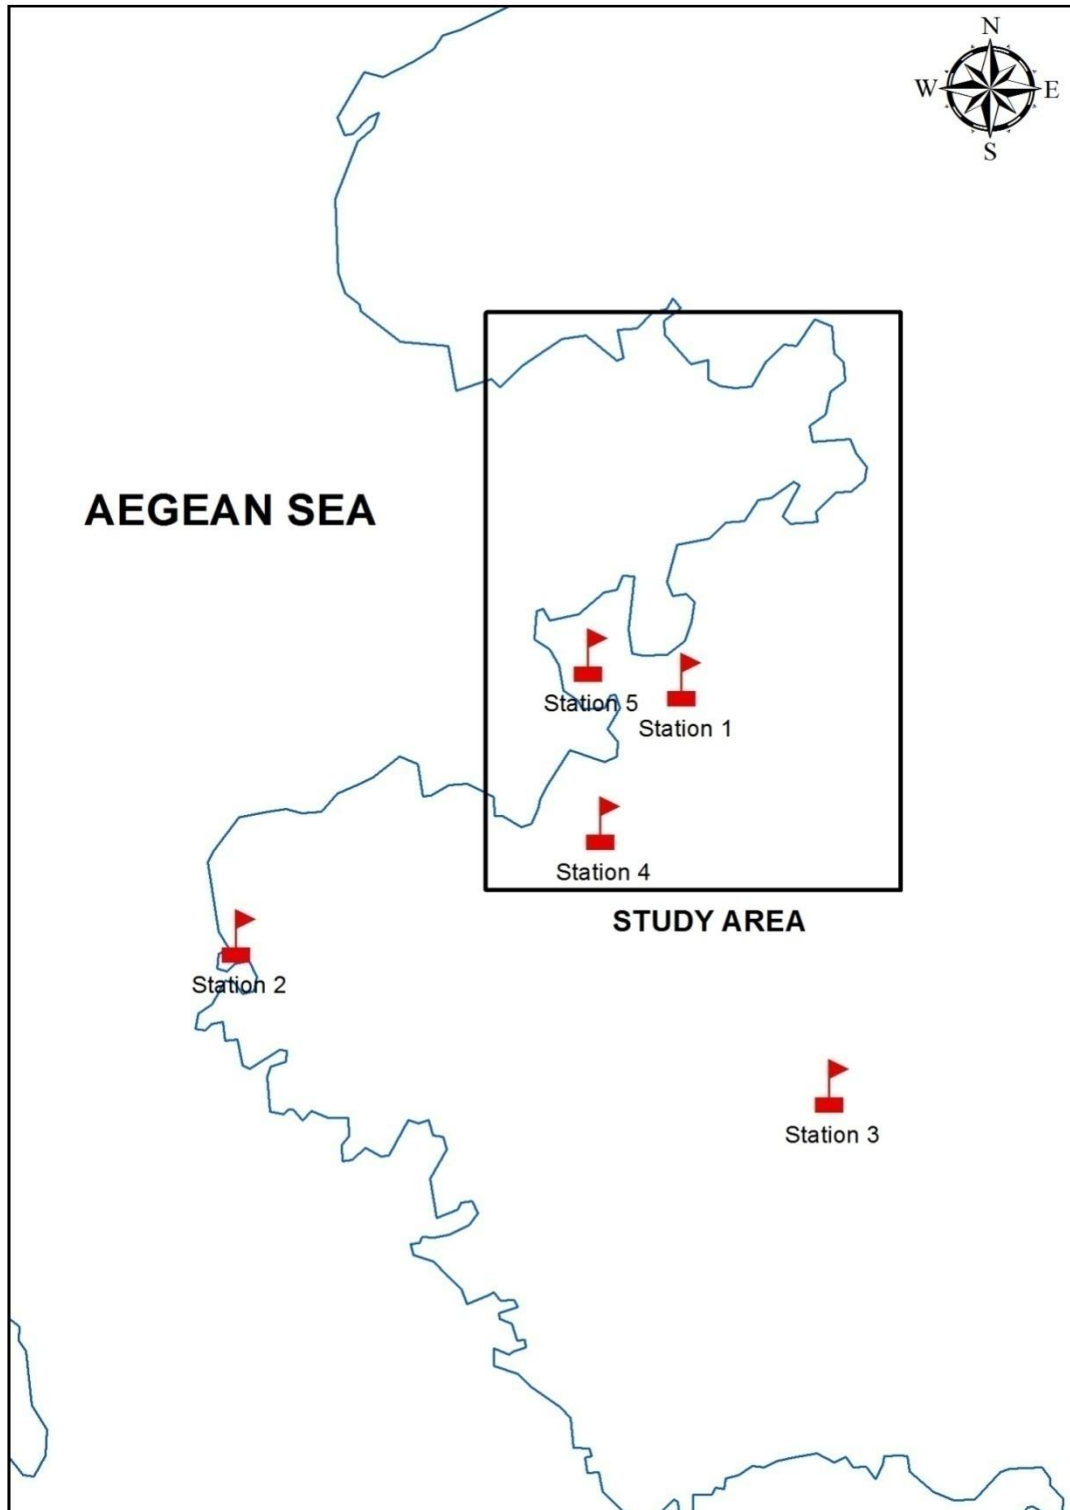 N
W E
S
AEGEAN SEA
Station 5
Station 1
Station 4
STUDY AREA
Station 2
Station 3